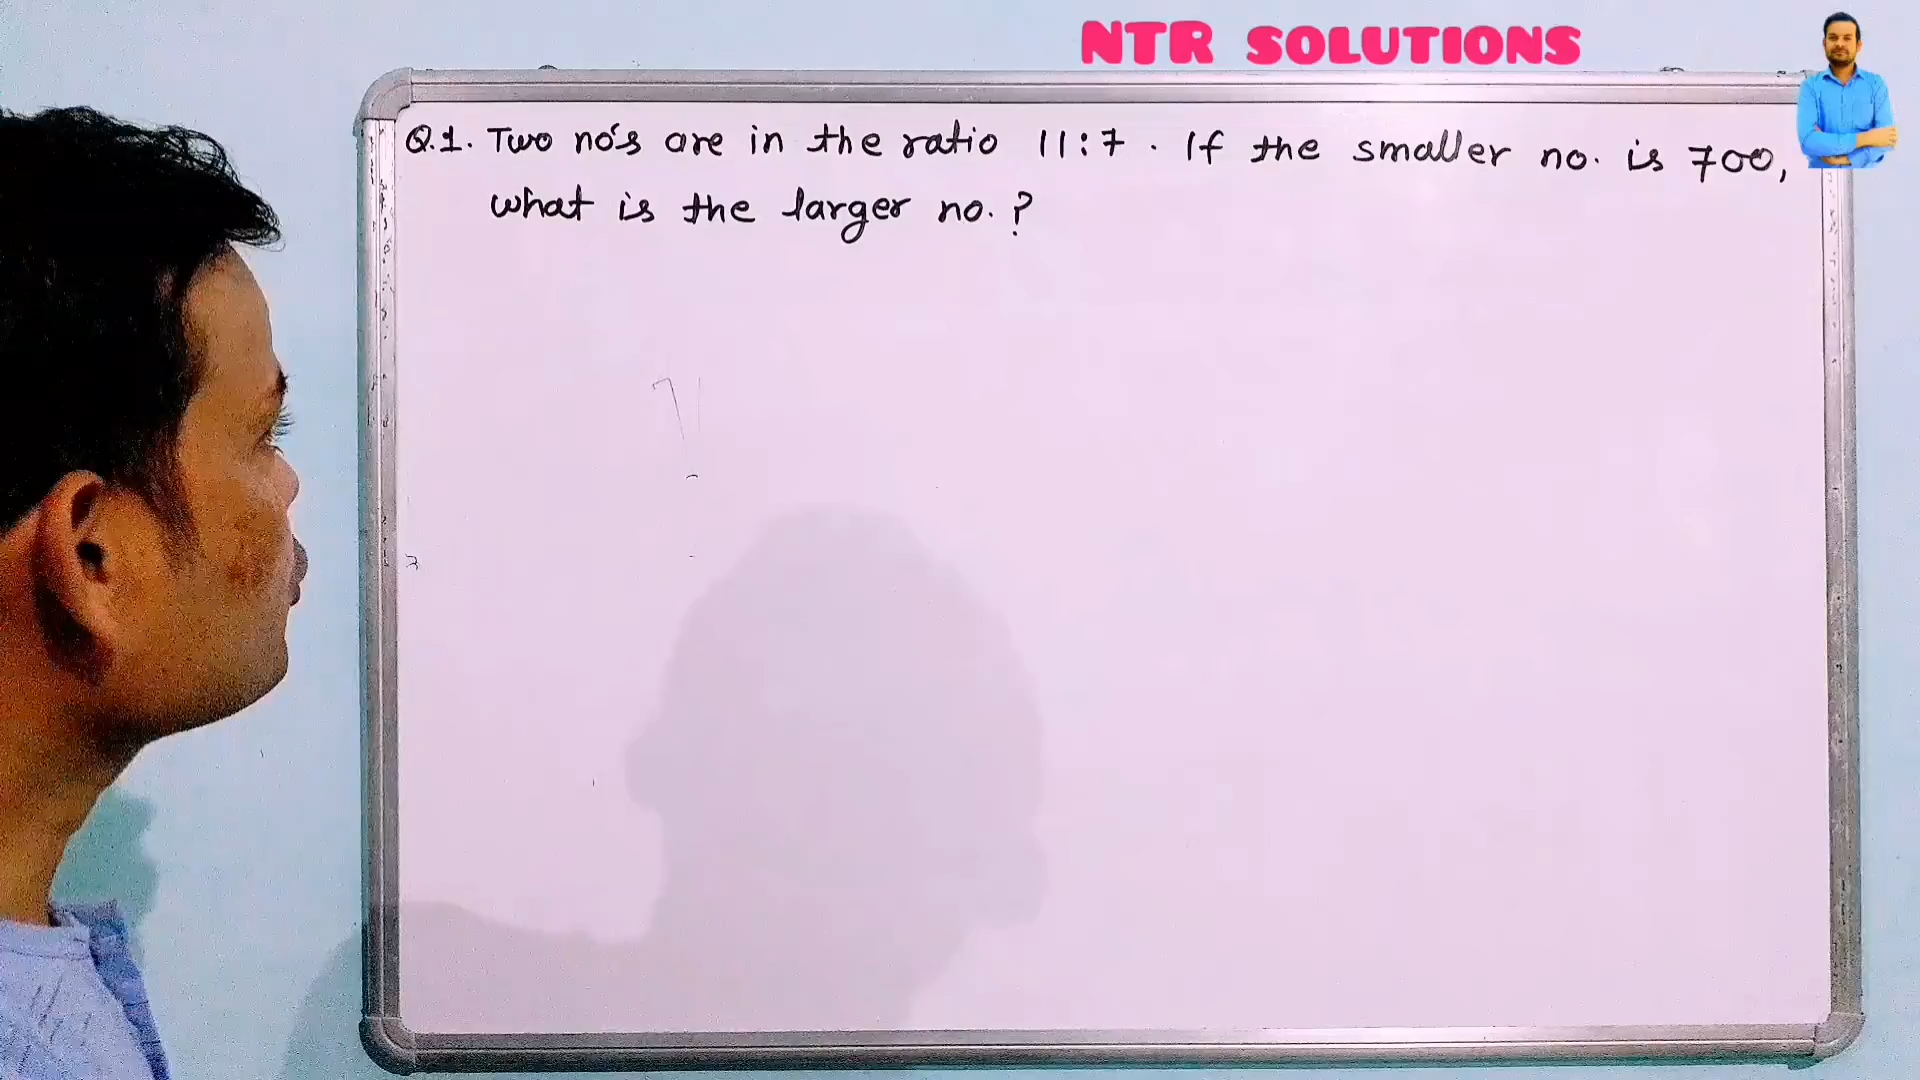 NTR SOLUTIONS
Q.1. Two no's are in the ratio 11:7. If the smaller no. is 700,
what is the larger no.?